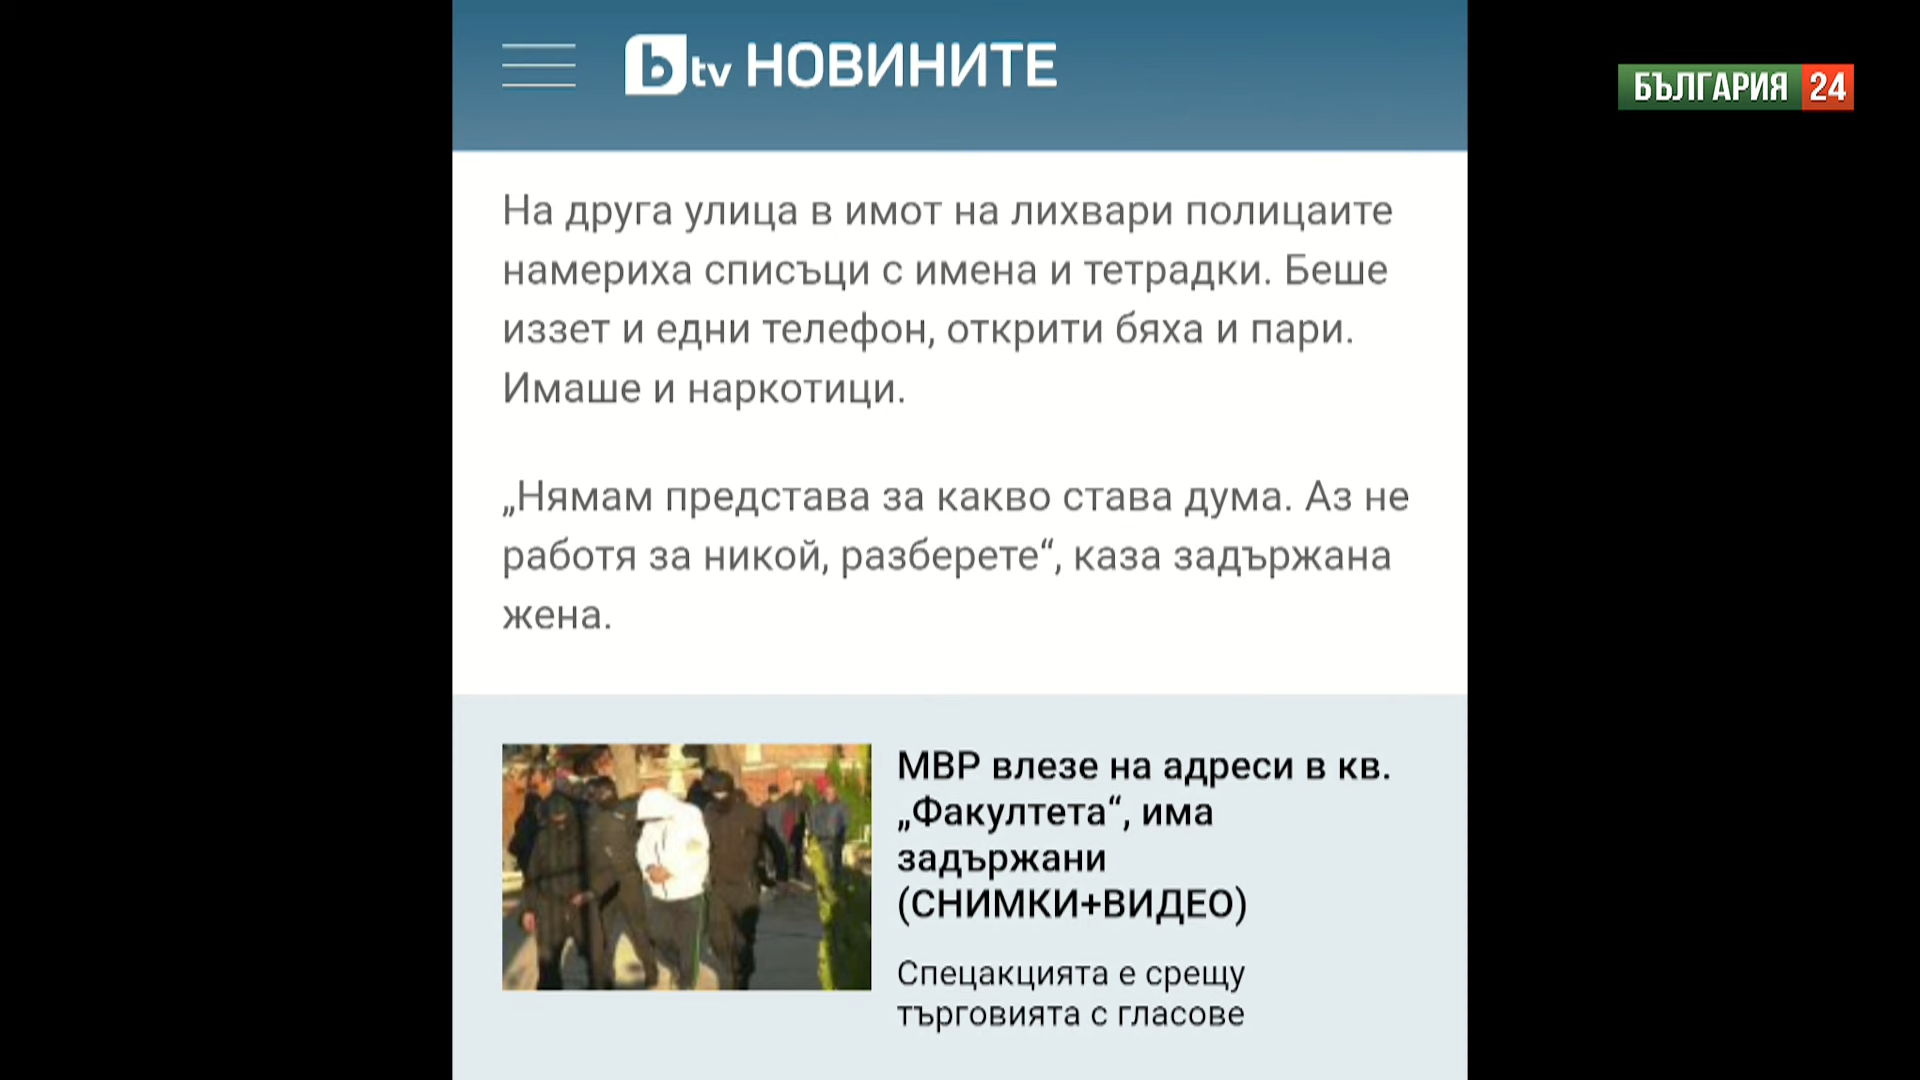 btv НОВИНИТЕ
БЪЛГАРИЯ 24
На друга улица в имот на лихвари полицаите
намериха списъци с имена и тетрадки. Беше
иззет и едни телефон, открити бяха и пари.
Имаше и наркотици.
„Нямам представа за какво става дума. Аз не
работя за никой, разберете“, каза задържана
жена.
МВР влезе на адреси в кв.
„Факултета“, има
задържани
(СНИМКИ+ВИДЕО)
Спецакцията е срещу
търговията с гласове